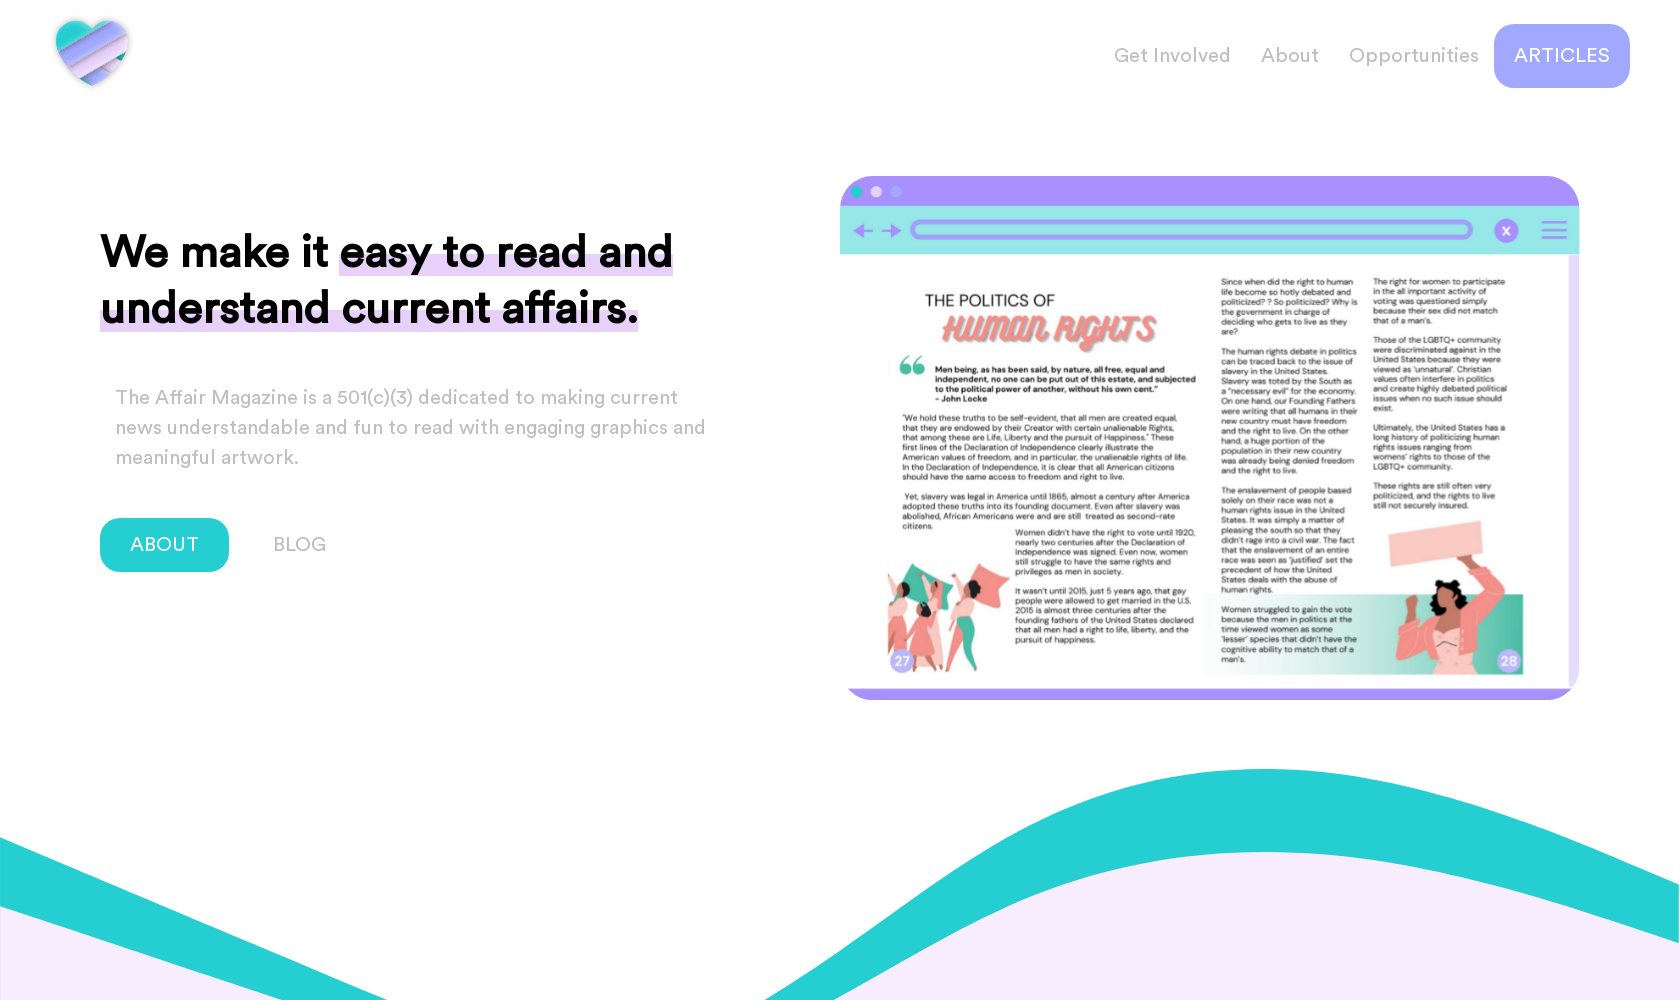 Get Involved
About
Opportunities
ARTICLES
We make it easy to read and
understand current affairs.
The Affair Magazine is a 501(c)(3) dedicated to making current
news understandable and fun to read with engaging graphics and
meaningful artwork.
ABOUT
BLOG
x
THE POLITICS OF
HUMAN RIGHTS
Men being, as has been said, by nature, all free, equal and
independent, no one can be put out of this estate, and subjected
to the political power of another, without his own cent.”
- John Locke
"We hold these truths to be self-evident, that all men are created equal,
that they are endowed by their Creator with certain unalienable Rights,
that among these are Life, Liberty and the pursuit of Happiness." These
first lines of the Declaration of Independence clearly illustrate the
American values of freedom, and in particular, the unalienable rights of life.
In the Declaration of Independence, it is clear that all American citizens
should have the same access to freedom and right to live.
Yet, slavery was legal in America until 1865, almost a century after America
adopted these truths into its founding document. Even after slavery was
abolished, African Americans were and are still treated as second-rate
citizens.
Women didn't have the right to vote until 1920,
nearly two centuries after the Declaration of
Independence was signed. Even now, women
still struggle to have the same rights and
privileges as men in society.
It wasn't until 2015, just 5 years ago, that gay
people were allowed to get married in the U.S.
2015 is almost three centuries after the
founding fathers of the United States declared
that all men had a right to life, liberty, and the
pursuit of happiness.
27
Since when did the right to human
life become so hotly debated and
politicized? ? So politicized? Why is
the government in charge of
deciding who gets to live as they
are?
The human rights debate in politics
can be traced back to the issue of
slavery in the United States.
Slavery was toted by the South as
a “necessary evil” for the economy.
On one hand, our Founding Fathers
were writing that all humans in their
new country must have freedom
and the right to live. On the other
hand, a huge portion of the
population in their new country
was already being denied freedom
and the right to live.
The enslavement of people based
solely on their race was not a
human rights issue in the United
States. It was simply a matter of
pleasing the south so that they
didn't rage into a civil war. The fact
that the enslavement of an entire
race was seen as 'justified' set the
precedent of how the United
States deals with the abuse of
human rights.
Women struggled to gain the vote
because the men in politics at the
time viewed women as some
'lesser' species that didn't have the
cognitive ability to match that of a
man's.
The right for women to participate
in the all important activity of
voting was questioned simply
because their sex did not match
that of a man's.
Those of the LGBTQ+ community
were discriminated against in the
United States because they were
viewed as 'unnatural'. Christian
values often interfere in politics
and create highly debated political
issues when no such issue should
exist.
Ultimately, the United States has a
long history of politicizing human
rights issues ranging from
womens' rights to those of the
LGBTQ+ community.
These rights are still often very
politicized, and the rights to live
still not securely insured.
28